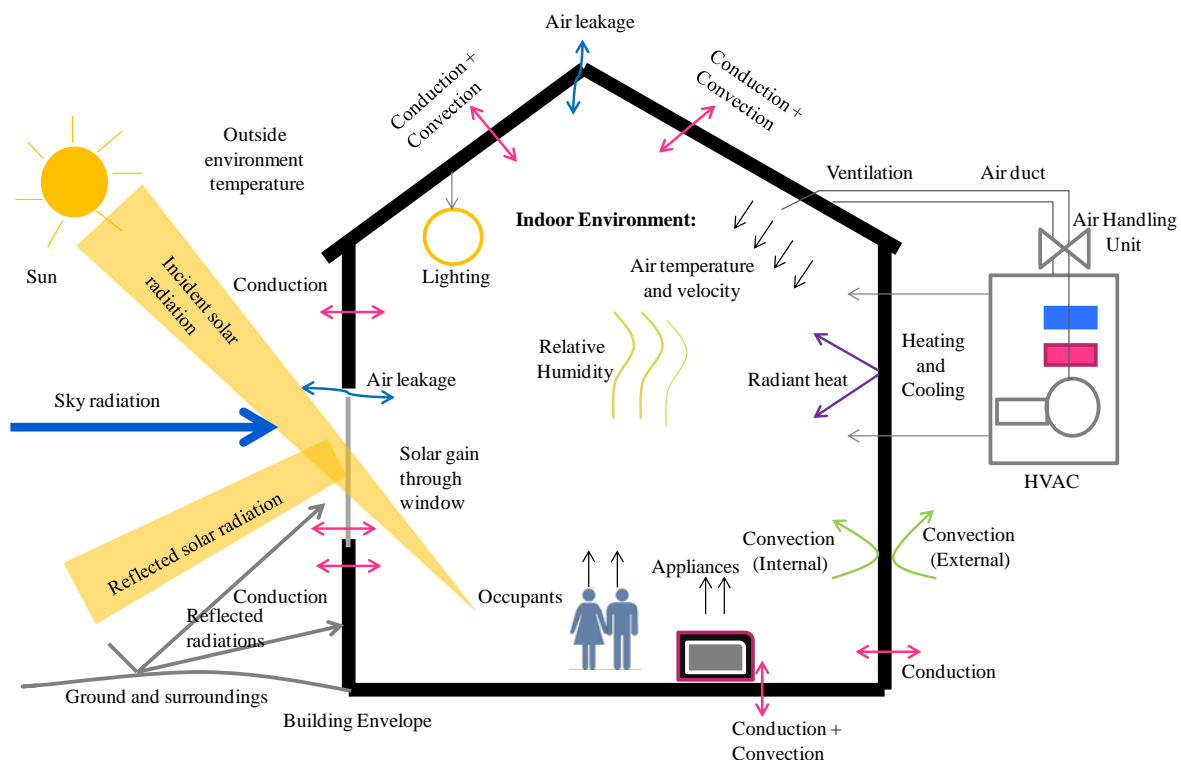 Air leakage
Conduction +
Convection
Conduction +
Convection
Outside
environment
temperature
Ventilation
Air duct
Indoor Environment:
Air Handling
Unit
Sun
Incident solar
radiation
Conduction
Lighting
Air temperature
and velocity
Relative
Humidity
Radiant heat
Heating
and
Cooling
Air leakage
Sky radiation
Solar gain
through
window
HVAC
Reflected solar radiation
Convection
(Internal)
Convection
(External)
Appliances
Occupants
Conduction
Reflected
radiations
Conduction
Ground and surroundings
Building Envelope
Conduction +
Convection